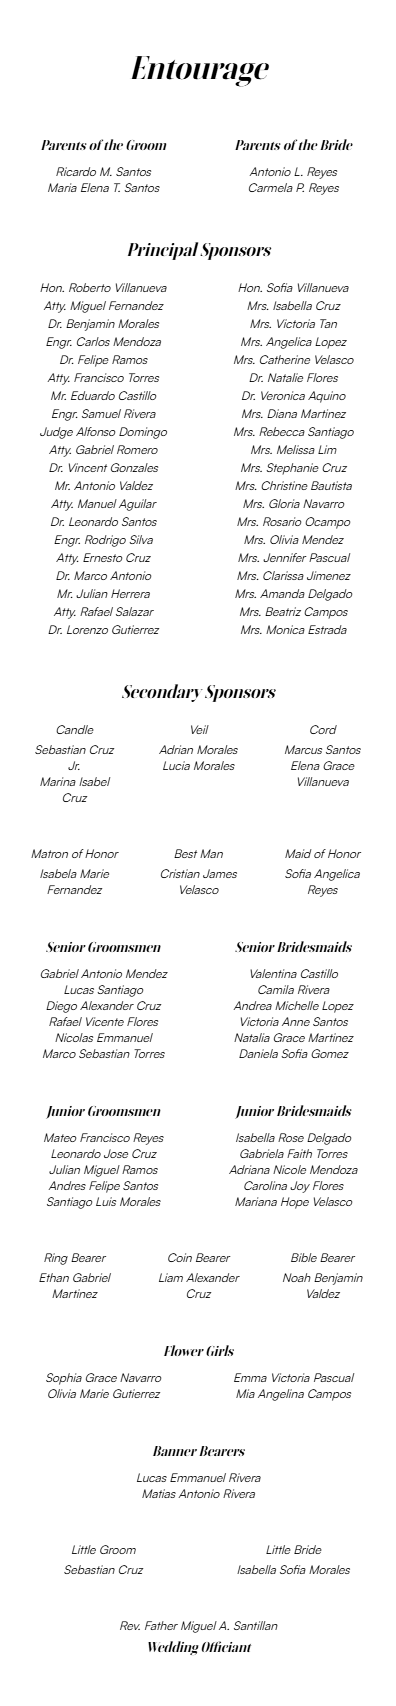 Entourage
Parents of the Groom
Ricardo M. Santos
Maria Elena T. Santos
Parents of the Bride
Antonio L. Reyes
Carmela P. Reyes
Principal Sponsors
Hon. Roberto Villanueva
Atty. Miguel Fernandez
Dr. Benjamin Morales
Engr. Carlos Mendoza
Dr. Felipe Ramos
Atty. Francisco Torres
Mr. Eduardo Castillo
Engr. Samuel Rivera
Judge Alfonso Domingo
Atty. Gabriel Romero
Dr. Vincent Gonzales
Mr. Antonio Valdez
Atty. Manuel Aguilar
Dr. Leonardo Santos
Engr. Rodrigo Silva
Atty. Ernesto Cruz
Dr. Marco Antonio
Mr. Julian Herrera
Atty. Rafael Salazar
Dr. Lorenzo Gutierrez
Hon. Sofia Villanueva
Mrs. Isabella Cruz
Mrs. Victoria Tan
Mrs. Angelica Lopez
Mrs. Catherine Velasco
Dr. Natalie Flores
Dr. Veronica Aquino
Mrs. Diana Martinez
Mrs. Rebecca Santiago
Mrs. Melissa Lim
Mrs. Stephanie Cruz
Mrs. Christine Bautista
Mrs. Gloria Navarro
Mrs. Rosario Ocampo
Mrs. Olivia Mendez
Mrs. Jennifer Pascual
Mrs. Clarissa Jimenez
Mrs. Amanda Delgado
Mrs. Beatriz Campos
Mrs. Monica Estrada
Secondary Sponsors
Candle
Sebastian Cruz
Jr.
Marina Isabel
Cruz
Veil
Adrian Morales
Lucia Morales
Cord
Marcus Santos
Elena Grace
Villanueva
Matron of Honor
Isabela Marie
Fernandez
Best Man
Cristian James
Velasco
Maid of Honor
Sofia Angelica
Reyes
Senior Groomsmen
Gabriel Antonio Mendez
Lucas Santiago
Diego Alexander Cruz
Rafael Vicente Flores
Nicolas Emmanuel
Marco Sebastian Torres
Senior Bridesmaids
Valentina Castillo
Camila Rivera
Andrea Michelle Lopez
Victoria Anne Santos
Natalia Grace Martinez
Daniela Sofia Gomez
Junior Groomsmen
Mateo Francisco Reyes
Leonardo Jose Cruz
Julian Miguel Ramos
Andres Felipe Santos
Santiago Luis Morales
Junior Bridesmaids
Isabella Rose Delgado
Gabriela Faith Torres
Adriana Nicole Mendoza
Carolina Joy Flores
Mariana Hope Velasco
Ring Bearer
Ethan Gabriel
Martinez
Coin Bearer
Liam Alexander
Cruz
Bible Bearer
Noah Benjamin
Valdez
Flower Girls
Sophia Grace Navarro
Olivia Marie Gutierrez
Emma Victoria Pascual
Mia Angelina Campos
Banner Bearers
Lucas Emmanuel Rivera
Matias Antonio Rivera
Little Groom
Sebastian Cruz
Little Bride
Isabella Sofia Morales
Rev. Father Miguel A. Santillan
Wedding Officiant